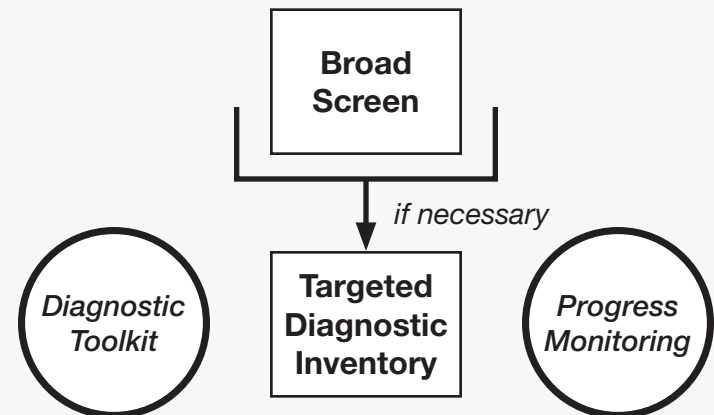 Broad
Screen
if necessary
Diagnostic
Toolkit
Targeted
Diagnostic
Inventory
Progress
Monitoring